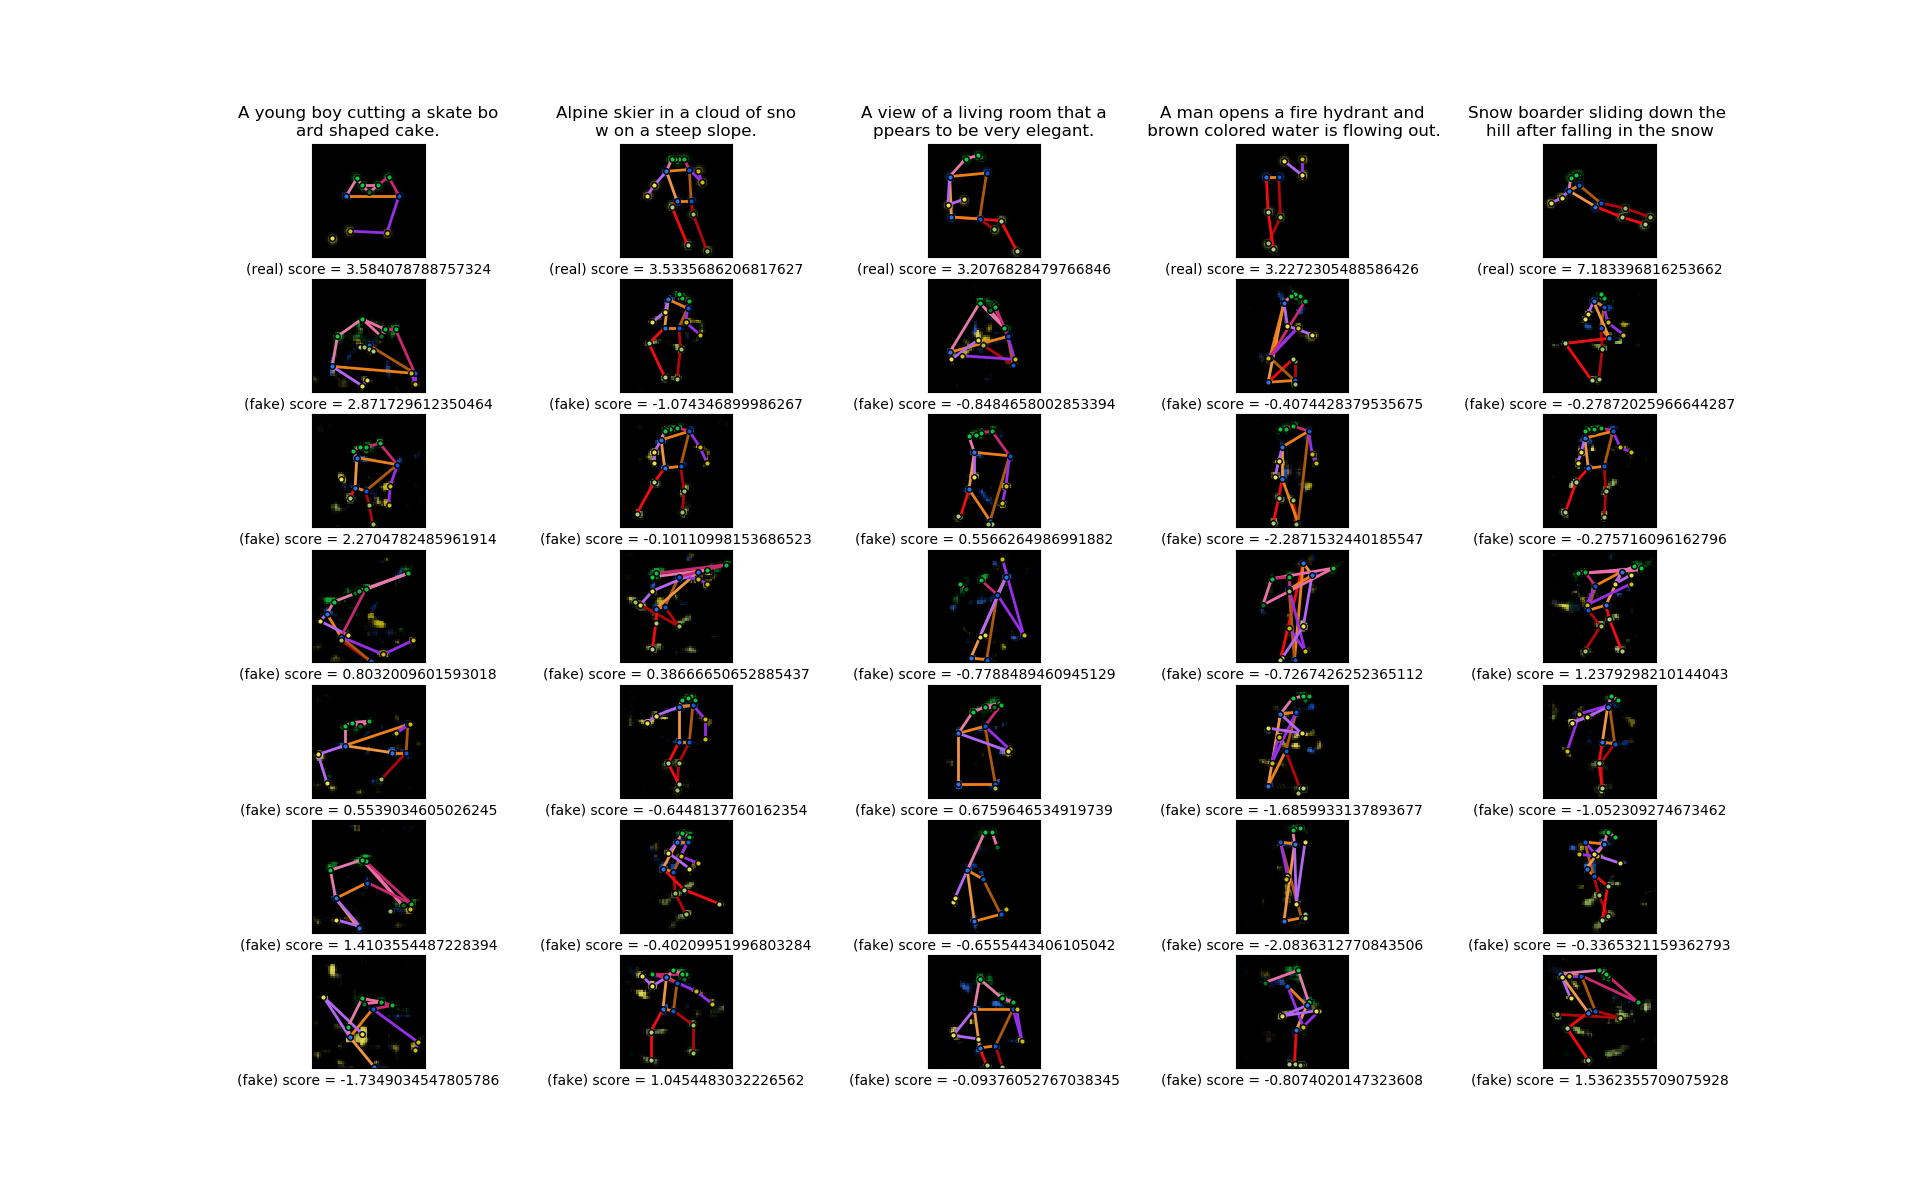 A young boy cutting a skate bo
ard shaped cake.
Alpine skier in a cloud of sno
w on a steep slope.
A view of a living room that a
ppears to be very elegant.
A man opens a fire hydrant and
brown colored water is flowing out.
Snow boarder sliding down the
hill after falling in the snow
(real) score = 3.584078788757324
(real) score = 3.5335686206817627
(real) score = 3.2076828479766846
(real) score = 3.2272305488586426
(real) score = 7.183396816253662
(fake) score = 2.871729612350464
(fake) score = -1.074346899986267
(fake) score = -0.8484658002853394
(fake) score = -0.4074428379535675
(fake) score = -0.27872025966644287
(fake) score = 2.2704782485961914
(fake) score = -0.10110998153686523
(fake) score = 0.5566264986991882
(fake) score = -2.2871532440185547
(fake) score = -0.275716096162796
(fake) score = 0.8032009601593018
(fake) score = 0.38666650652885437
(fake) score = -0.7788489460945129
(fake) score = -0.7267426252365112
(fake) score = 1.2379298210144043
(fake) score = 0.5539034605026245
(fake) score = -0.6448137760162354
(fake) score = 0.6759646534919739
(fake) score = -1.6859933137893677
(fake) score = -1.052309274673462
(fake) score = 1.4103554487228394
(fake) score = -0.40209951996803284
(fake) score = -0.6555443406105042
(fake) score = -2.0836312770843506
(fake) score = -0.3365321159362793
(fake) score = -1.7349034547805786
(fake) score = 1.0454483032226562
(fake) score = -0.09376052767038345
(fake) score = -0.8074020147323608
(fake) score = 1.5362355709075928